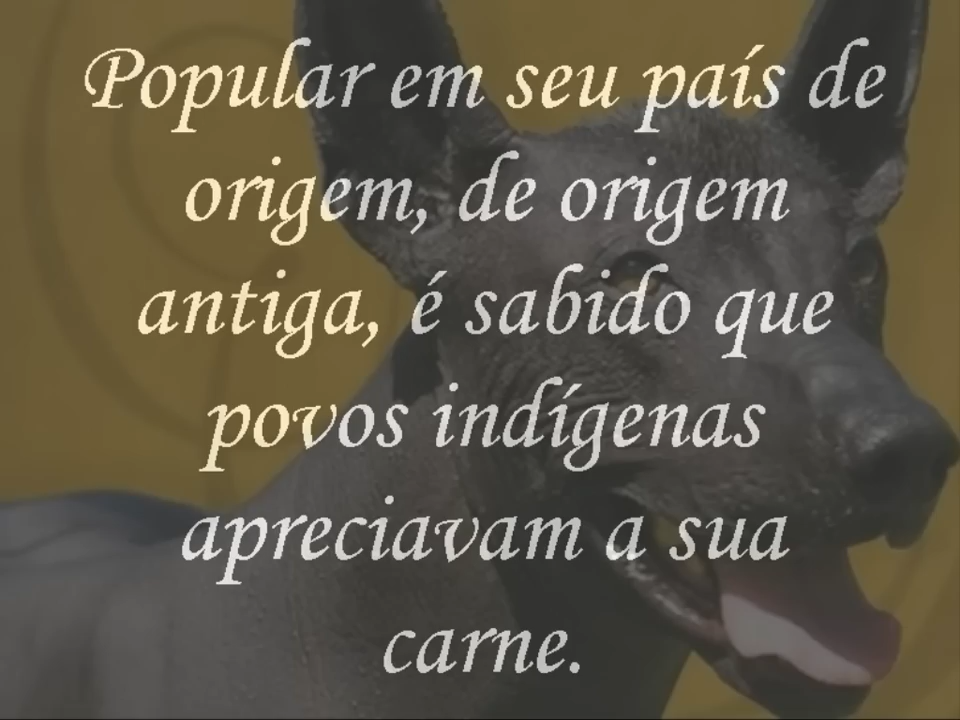 Popular em seu país de
origem, de origem
antiga, é sabido que
povos indígenas
apreciavam a sua
carne.